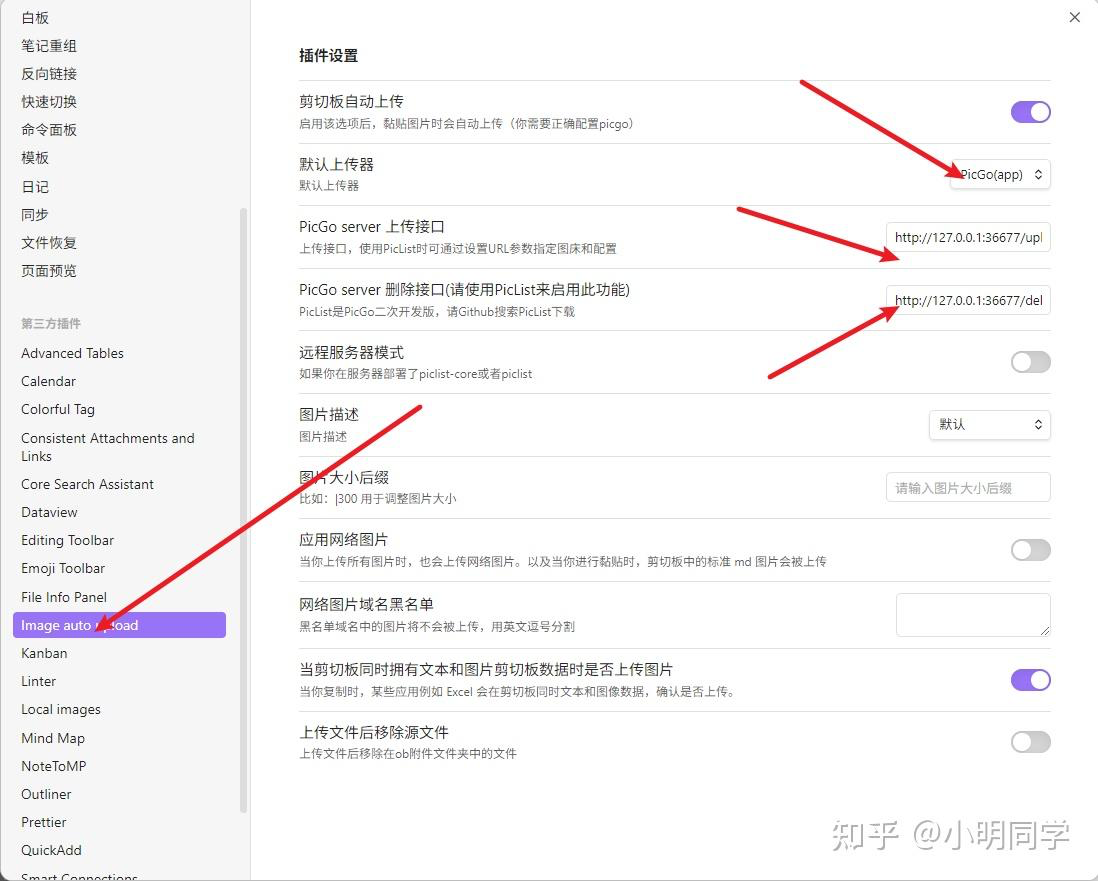 白板
笔记重组
反向链接
快速切换
命令面板
模板
日记
同步
文件恢复
页面预览
第三方插件
Advanced Tables
Calendar
Colorful Tag
Consistent Attachments and
Links
Core Search Assistant
Dataview
Editing Toolbar
Emoji Toolbar
File Info Panel
Image auto upload
Kanban
Linter
Local images
Mind Map
NoteToMP
Outliner
Prettier
QuickAdd
Smart Connections
插件设置
剪切板自动上传
启用该选项后，黏贴图片时会自动上传（你需要正确配置picgo）
默认上传器
默认上传器
PicGo(app)
PicGo server 上传接口
上传接口，使用PicList时可通过设置URL参数指定图床和配置
http://127.0.0.1:36677/upl
PicGo server 删除接口(请使用PicList来启用此功能)
PicList是PicGo二次开发版，请Github搜索PicList下载
http://127.0.0.1:36677/del
远程服务器模式
如果你在服务器部署了piclist-core或者piclist
图片描述
图片描述
默认
图片大小后缀
比如：|300 用于调整图片大小
请输入图片大小后缀
应用网络图片
当你上传所有图片时，也会上传网络图片。以及当你进行黏贴时，剪切板中的标准 md 图片会被上传
网络图片域名黑名单
黑名单域名中的图片将不会被上传，用英文逗号分割
当剪切板同时拥有文本和图片剪切板数据时是否上传图片
当你复制时，某些应用例如 Excel 会在剪切板同时文本和图像数据，确认是否上传。
上传文件后移除源文件
上传文件后移除在ob附件文件夹中的文件
知乎 @小明同学